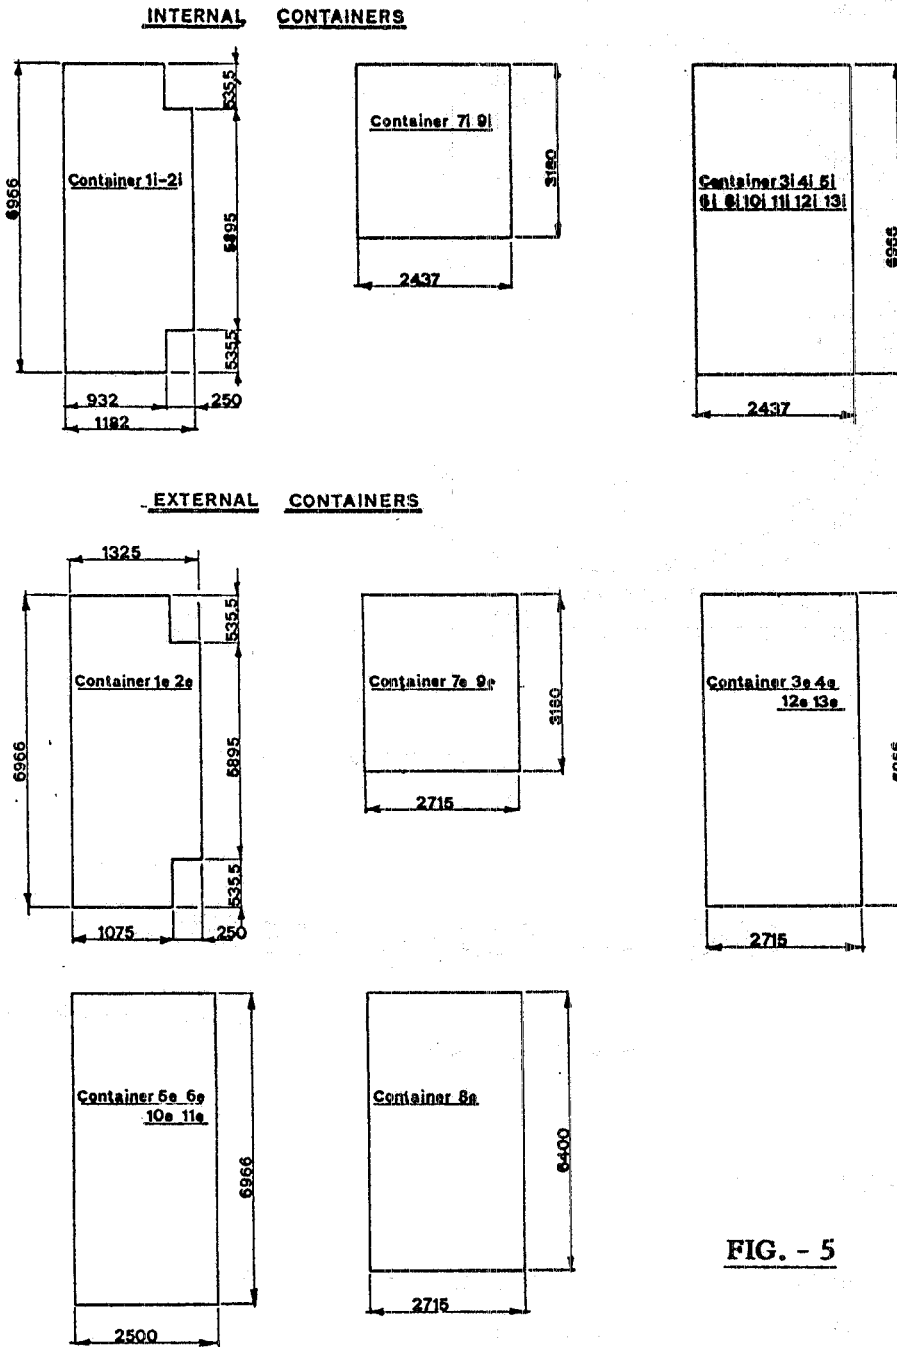 INTERNAL CONTAINERS
535,5
Container 7i 9i
3180
Container 1i-2i
6966
5895
Container 3i 4i 5i
6i 8i 10i 11i 12i 13i
6966
2437
535,5
932
250
1182
2437
EXTERNAL CONTAINERS
1325
535,5
Container 1e 2e
6966
5895
Container 7e 9e
3180
Container 3e 4e
12e 13e
6966
2715
535,5
1075
250
2715
Container 5e 6e
10e 11e
6966
Container 8e
6400
2500
2715
FIG. - 5